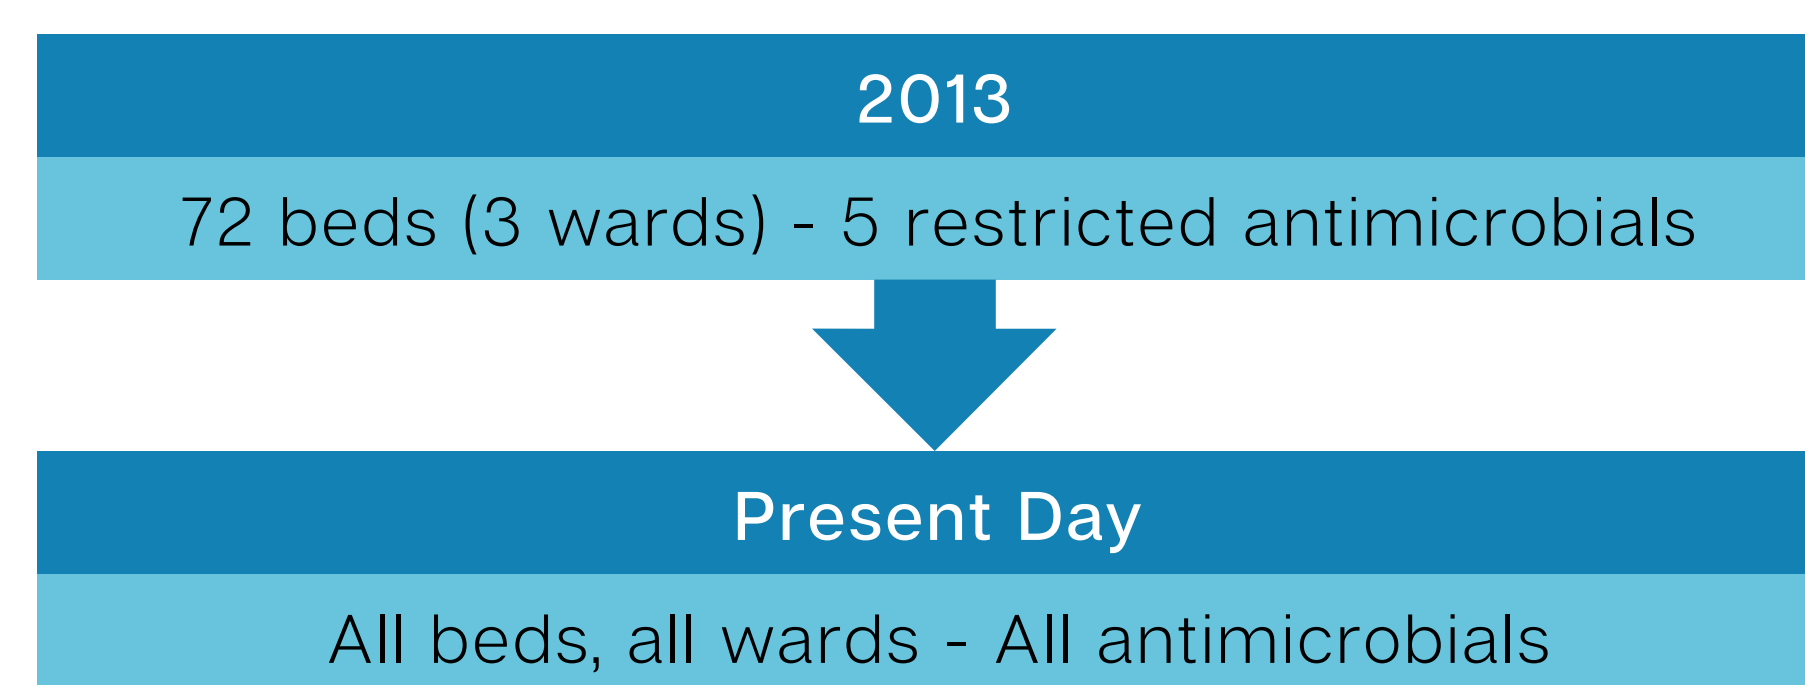 2013
72 beds (3 wards) - 5 restricted antimicrobials
Present Day
All beds, all wards - All antimicrobials